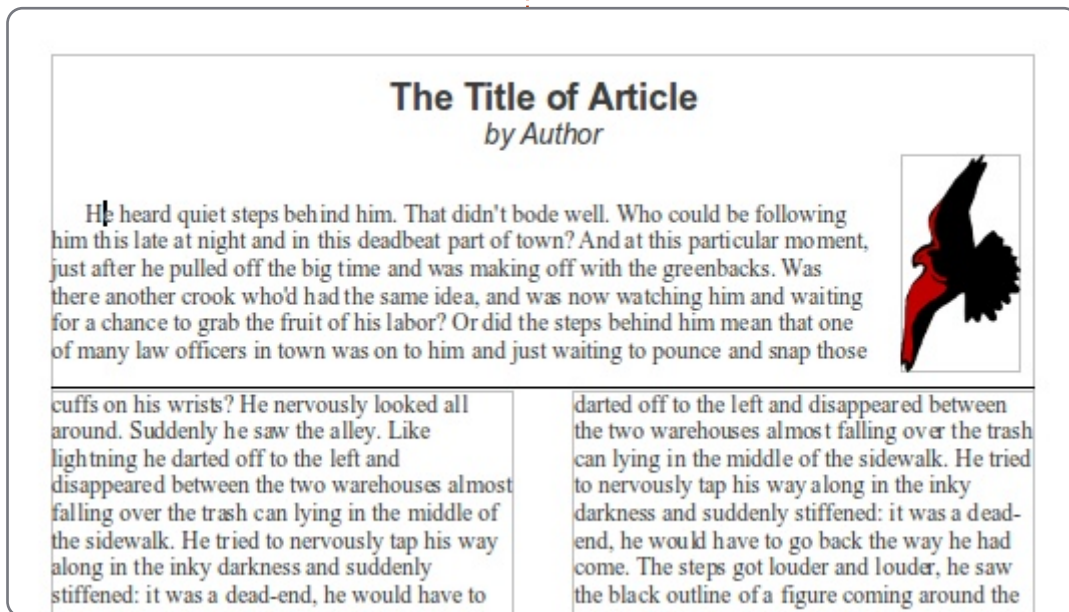 The Title of Article
by Author
He heard quiet steps behind him. That didn't bode well. Who could be following
him this late at night and in this deadbeat part of town? And at this particular moment,
just after he pulled off the big time and was making off with the greenbacks. Was
there another crook who'd had the same idea, and was now watching him and waiting
for a chance to grab the fruit of his labor? Or did the steps behind him mean that one
of many law officers in town was on to him and just waiting to pounce and snap those
cuffs on his wrists? He nervously looked all
around. Suddenly he saw the alley. Like
lightning he darted off to the left and
disappeared between the two warehouses almost
falling over the trash can lying in the middle of
the sidewalk. He tried to nervously tap his way
along in the inky darkness and suddenly
stiffened: it was a dead-end, he would have to
darted off to the left and disappeared between
the two warehouses almost falling over the trash
can lying in the middle of the sidewalk. He tried
to nervously tap his way along in the inky
darkness and suddenly stiffened: it was a dead-
end, he would have to go back the way he had
come. The steps got louder and louder, he saw
the black outline of a figure coming around the